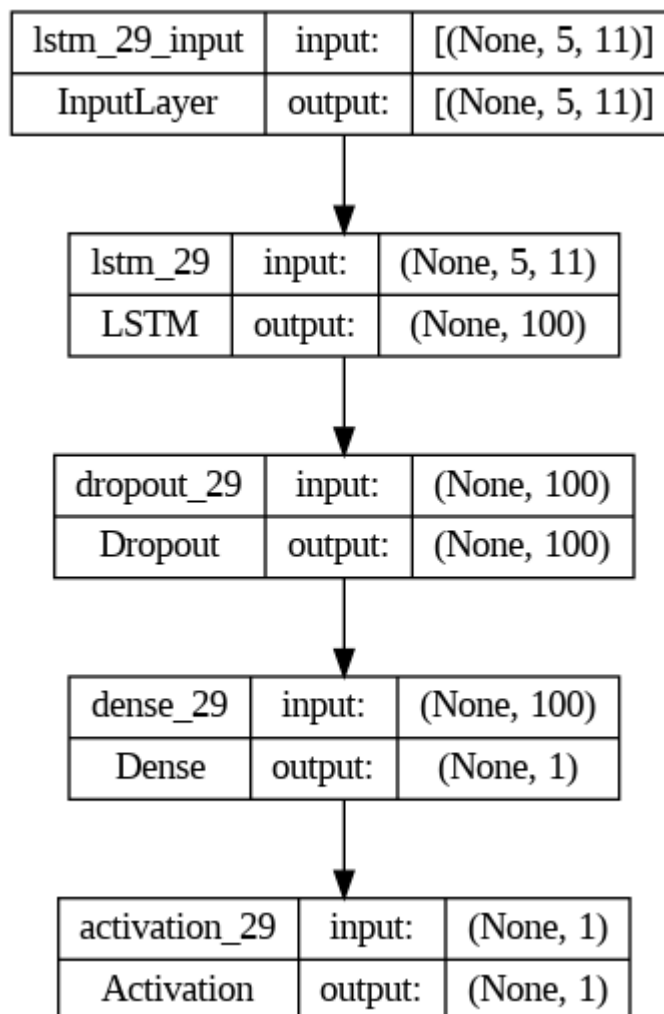 lstm_29_input input: [(None, 5, 11)]
InputLayer output: [(None, 5, 11)]
lstm_29 input: (None, 5, 11)
LSTM output: (None, 100)
dropout_29 input: (None, 100)
Dropout output: (None, 100)
dense_29 input: (None, 100)
Dense output: (None, 1)
activation_29 input: (None, 1)
Activation output: (None, 1)